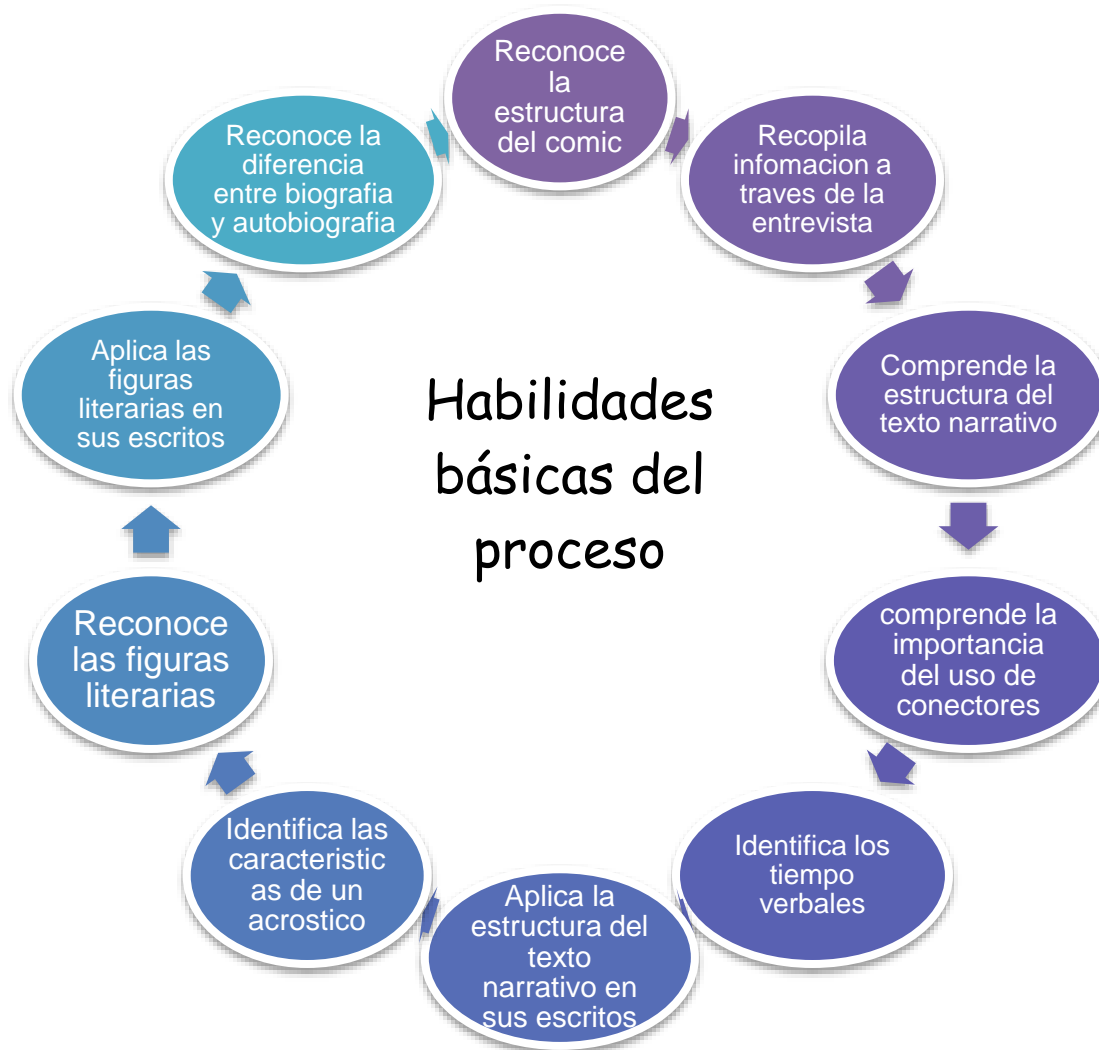 Reconoce
la
estructura
del comic
Recopila
infomacion a
traves de la
entrevista
Comprende la
estructura del
texto narrativo
comprende la
importancia
del uso de
conectores
Identifica los
tiempo
verbales
Aplica la
estructura del
texto
narrativo en
sus escritos
Identifica las
caracteristic
as de un
acrostico
Reconoce
las figuras
literarias
Aplica las
figuras
literarias en
sus escritos
Reconoce la
diferencia
entre biografia
y autobiografia
Habilidades
básicas del
proceso